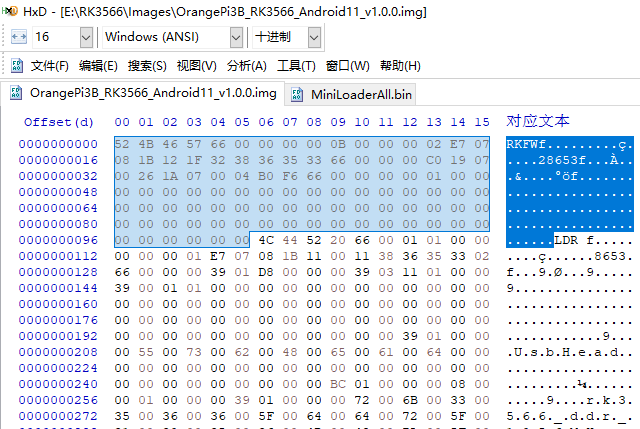 HxD - [E:\RK3566\Images\OrangePi3B_RK3566_Android11_v1.0.0.img]
16 Windows (ANSI) 十进制
文件(F) 编辑(E) 搜索(S) 视图(V) 分析(A) 工具(T) 窗口(W) 帮助(H)
OrangePi3B_RK3566_Android11_v1.0.0.img MiniLoaderAll.bin
Offset(d) 00 01 02 03 04 05 06 07 08 09 10 11 12 13 14 15 对应文本
0000000000 52 4B 46 57 66 00 00 00 00 0B 00 00 00 02 E7 07 RKFWf.........ç.
0000000016 08 1B 12 1F 32 38 36 35 33 66 00 00 00 C0 19 07 ....28653f...À..
0000000032 00 26 1A 07 00 04 B0 F6 66 00 00 00 00 01 00 00 .&....°öf.......
0000000048 00 00 00 00 00 00 00 00 00 00 00 00 00 00 00 00 ................
0000000064 00 00 00 00 00 00 00 00 00 00 00 00 00 00 00 00 ................
0000000080 00 00 00 00 00 00 00 00 00 00 00 00 00 00 00 00 ................
0000000096 00 00 00 00 00 00 4C 44 52 20 66 00 01 01 00 00 ......LDR f.....
0000000112 00 00 00 01 E7 07 08 1B 11 00 11 38 36 35 33 02 ....ç......8653.
0000000128 66 00 00 00 39 01 D8 00 00 00 39 03 11 01 00 00 f...9.Ø...9.....
0000000144 39 00 01 01 00 00 00 00 00 00 00 00 00 00 00 00 9...............
0000000160 00 00 00 00 00 00 00 00 00 00 00 00 00 00 00 00 ................
0000000176 00 00 00 00 00 00 00 00 00 00 00 00 00 00 00 00 ................
0000000192 00 00 00 00 00 00 00 00 00 00 00 00 39 01 00 00 ............9...
0000000208 00 55 00 73 00 62 00 48 00 65 00 61 00 64 00 00 .U.s.b.H.e.a.d..
0000000224 00 00 00 00 00 00 00 00 00 00 00 00 00 00 00 00 ................
0000000240 00 00 00 00 00 00 00 00 00 BC 01 00 00 00 08 00 .........¼......
0000000256 00 01 00 00 00 39 01 00 00 00 72 00 6B 00 33 00 .....9....r.k.3.
0000000272 35 00 36 00 36 00 5F 00 64 00 64 00 72 00 5F 00 5.6.6._.d.d.r._.